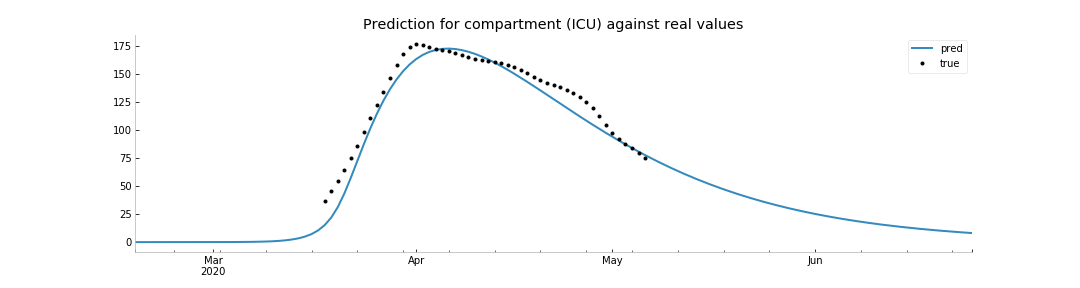 Prediction for compartment (ICU) against real values
175
150
125
100
75
50
25
0
pred
true
Mar
2020
Apr
May
Jun